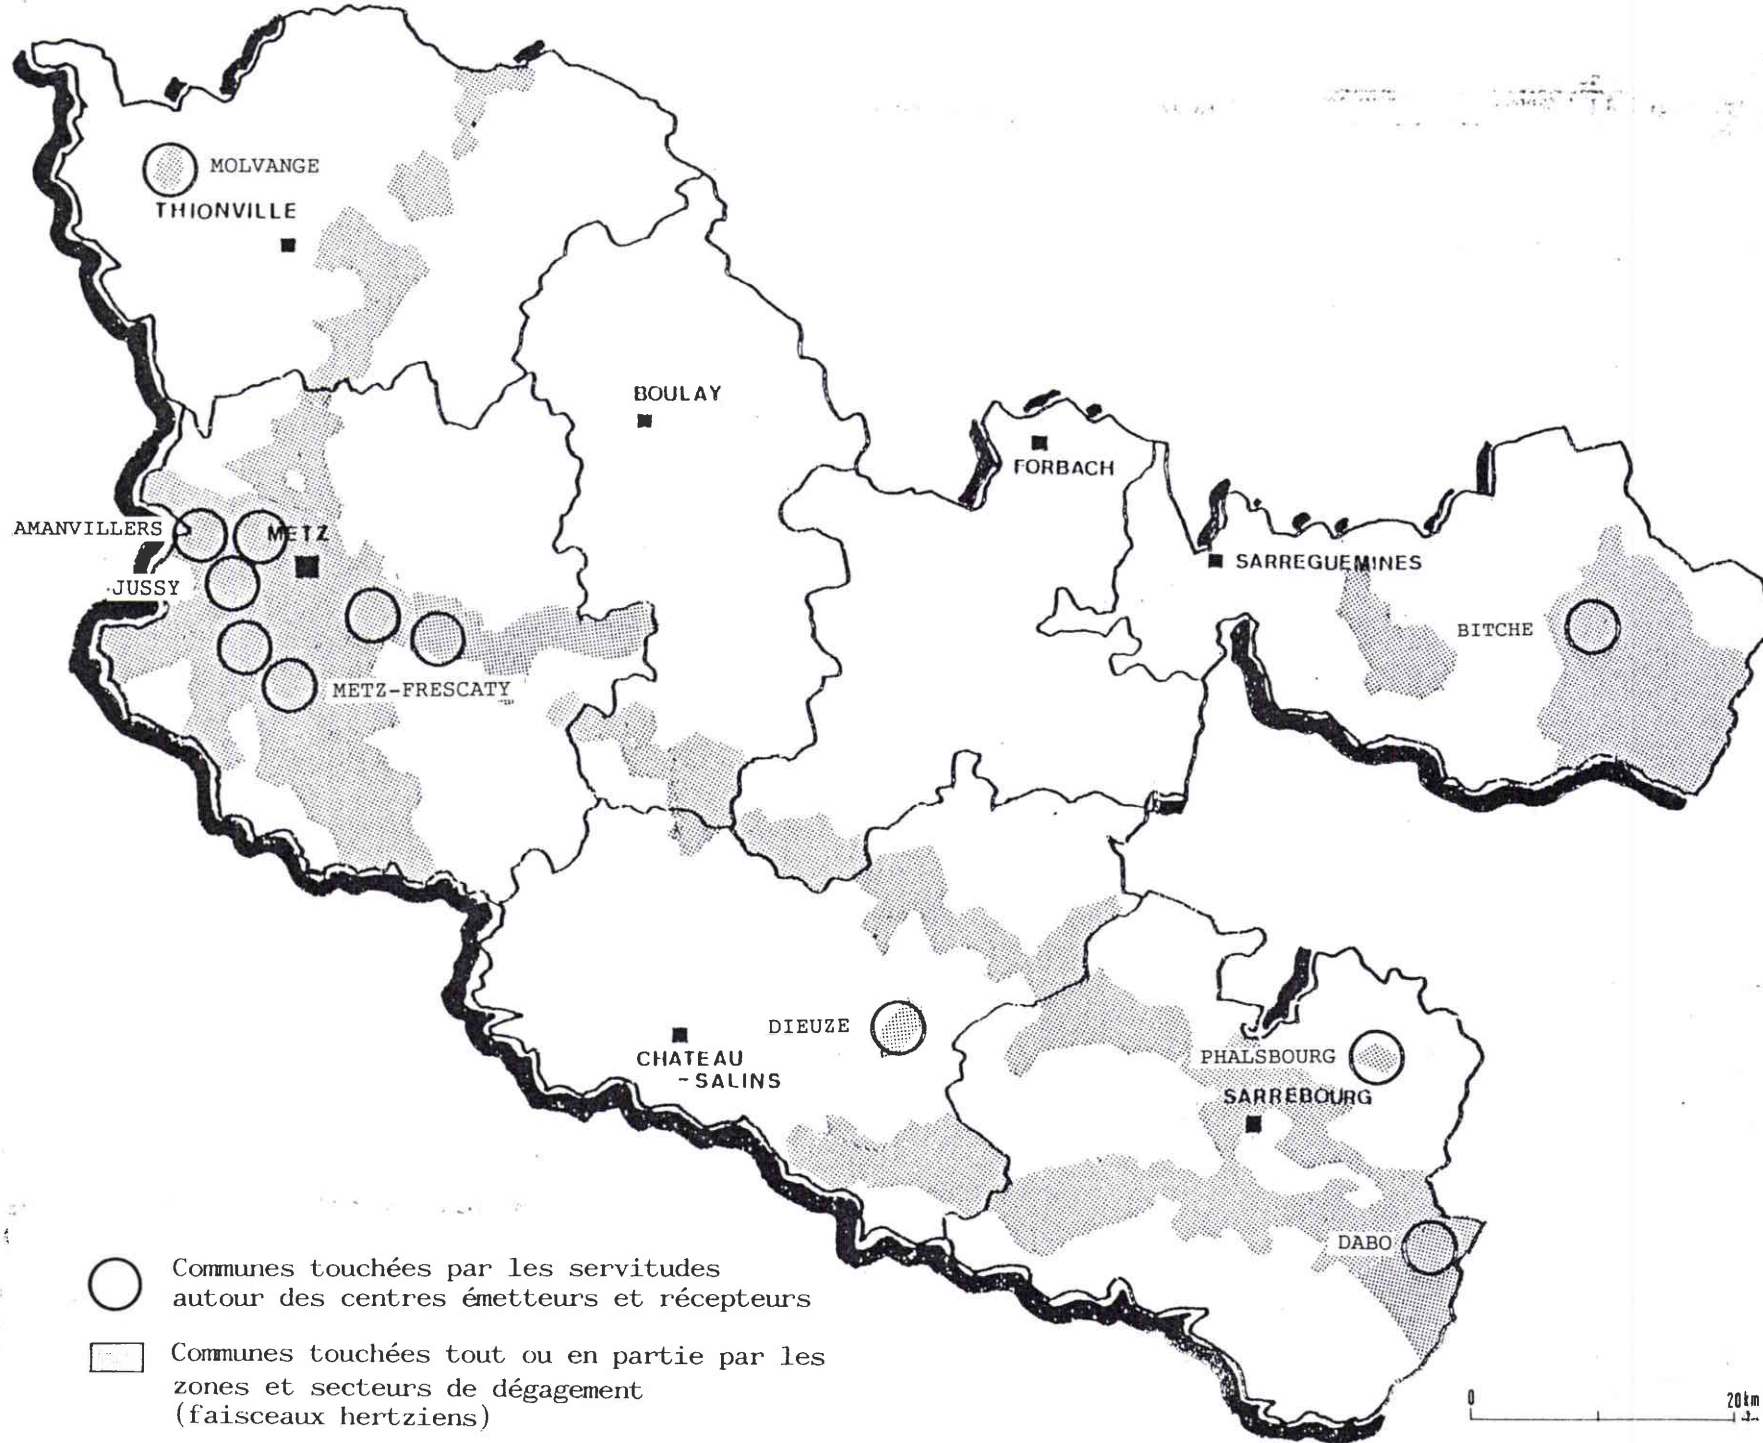 MOLVANGE
THIONVILLE
BOULAY
FORBACH
AMANVILLERS
METZ
SARREGUEMINES
JUSSY
BITCHE
METZ-FRESCATY
DIEUZE
CHATEAU
-SALINS
PHALSBOURG
SARREBOURG
DABO
Communes touchées par les servitudes
autour des centres émetteurs et récepteurs
Communes touchées tout ou en partie par les
zones et secteurs de dégagement
(faisceaux hertziens)
0 20km